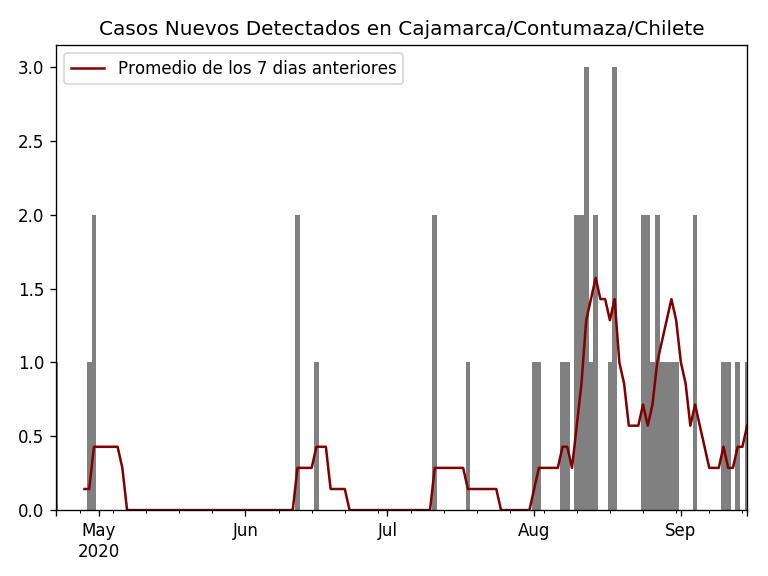 Casos Nuevos Detectados en Cajamarca/Contumaza/Chilete
Promedio de los 7 dias anteriores
3.0
2.5
2.0
1.5
1.0
0.5
0.0
May Jun Jul Aug Sep
2020